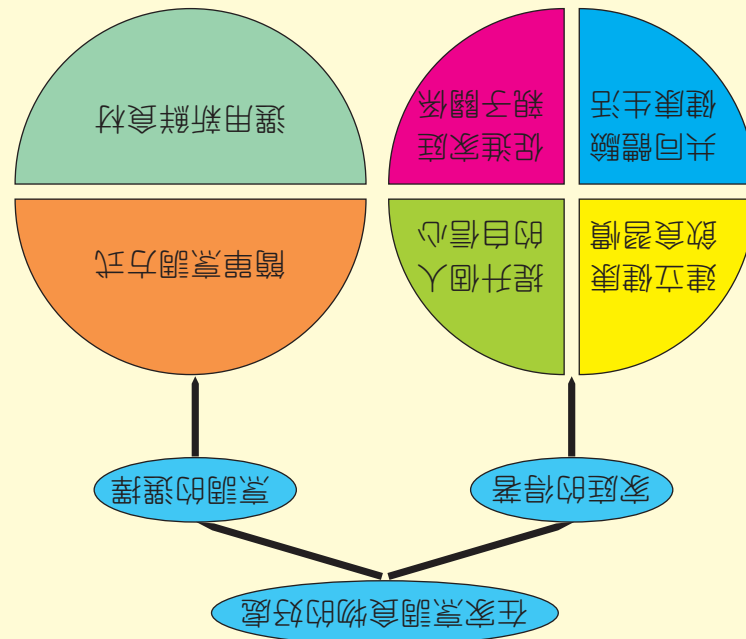 在家烹調食物的好處
家庭的得著
烹調的選擇
建立健康
飲食習慣
提升個人
的自信心
共同體驗
健康生活
促進家庭
親子關係
簡單烹調方式
選用新鮮食材